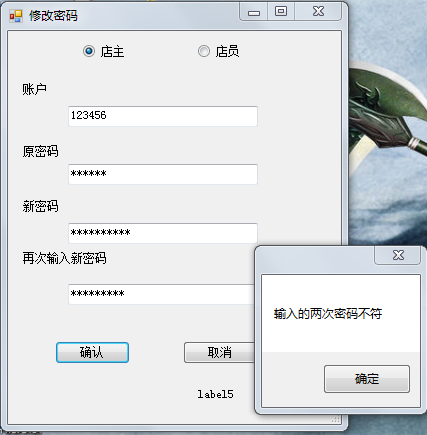 修改密码
店主 店员
账户
123456
原密码
******
新密码
**********
再次输入新密码
*********
输入的两次密码不符
确认 取消
确定
label5